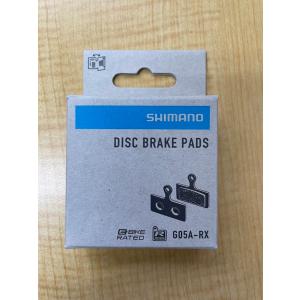 SHIMANO
DISC BRAKE PADS
E-BIKE
RATED
G05A-RX